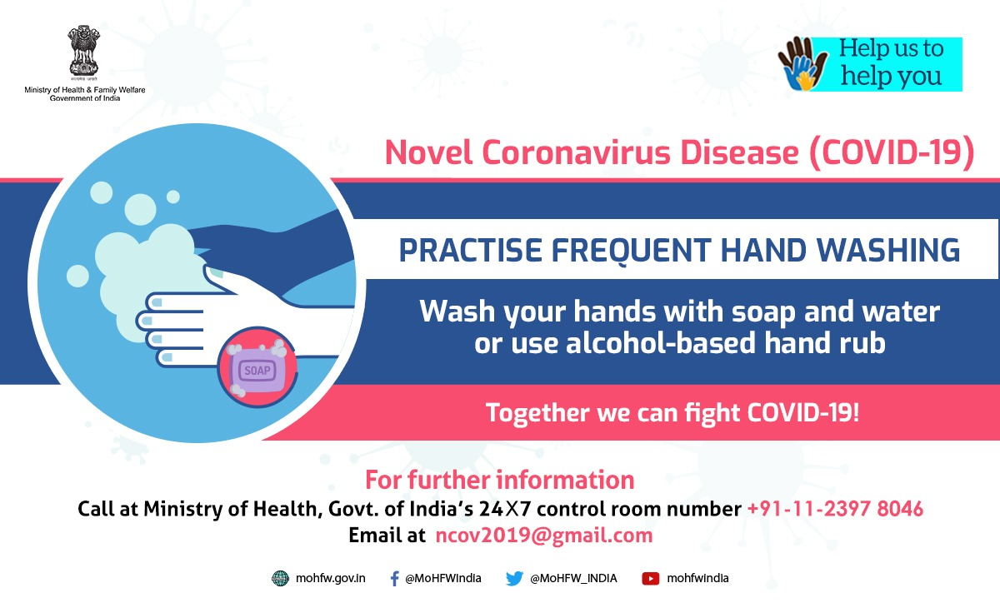 सत्यमेव जयते
Ministry of Health & Family Welfare
Government of India
Help us to
help you
Novel Coronavirus Disease (COVID-19)
PRACTISE FREQUENT HAND WASHING
Wash your hands with soap and water
or use alcohol-based hand rub
SOAP
Together we can fight COVID-19!
For further information
Call at Ministry of Health, Govt. of India’s 24X7 control room number +91-11-2397 8046
Email at ncov2019@gmail.com
mohfw.gov.in @MoHFWIndia @MoHFW_INDIA mohfwindia